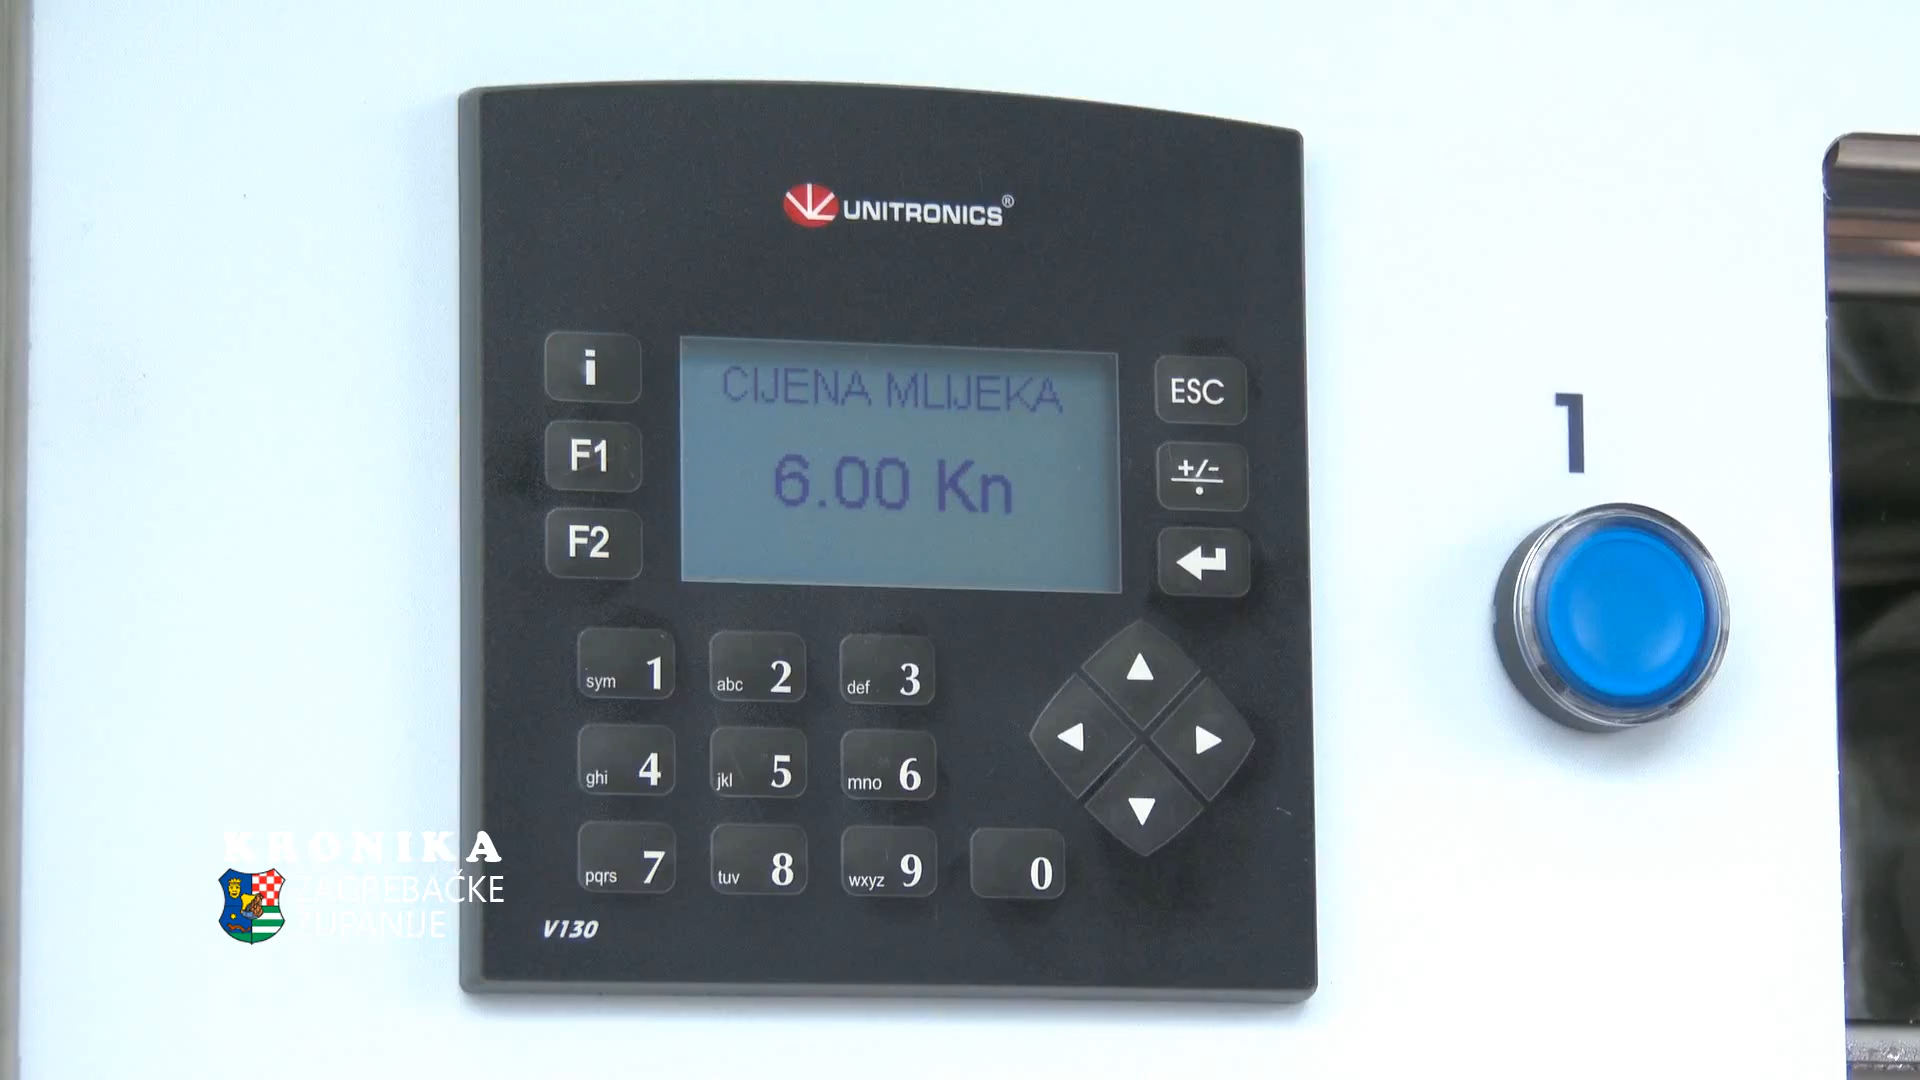 UNITRONICS®
i
CIJENA MLIJEKA
ESC
F1
6.00 Kn
+/-
F2
1
sym 1
abc 2
def 3
ghi 4
jkl 5
mno 6
pqrs 7
tuv 8
wxyz 9
0
V130
KRONIKA
ZAGREBAČKE
ŽUPANIJE